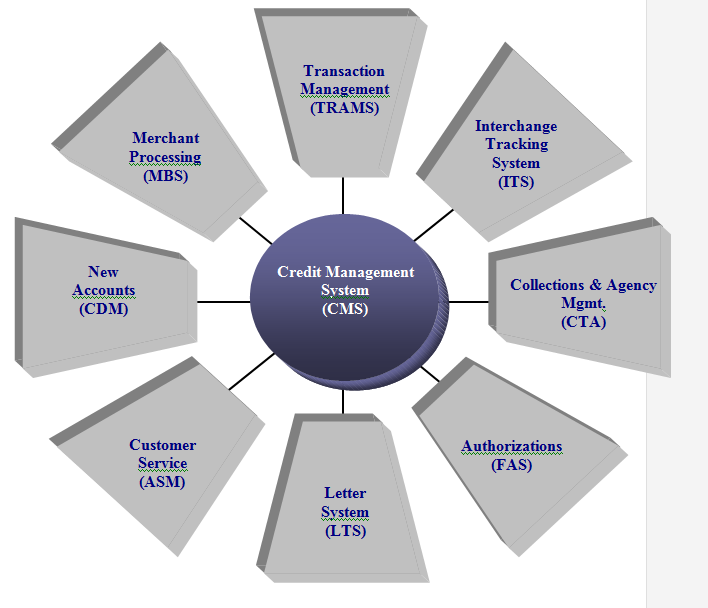 Transaction
Management
(TRAMS)
Interchange
Tracking
System
(ITS)
Merchant
Processing
(MBS)
New
Accounts
(CDM)
Credit Management
System
(CMS)
Collections & Agency
Mgmt.
(CTA)
Customer
Service
(ASM)
Authorizations
(FAS)
Letter
System
(LTS)